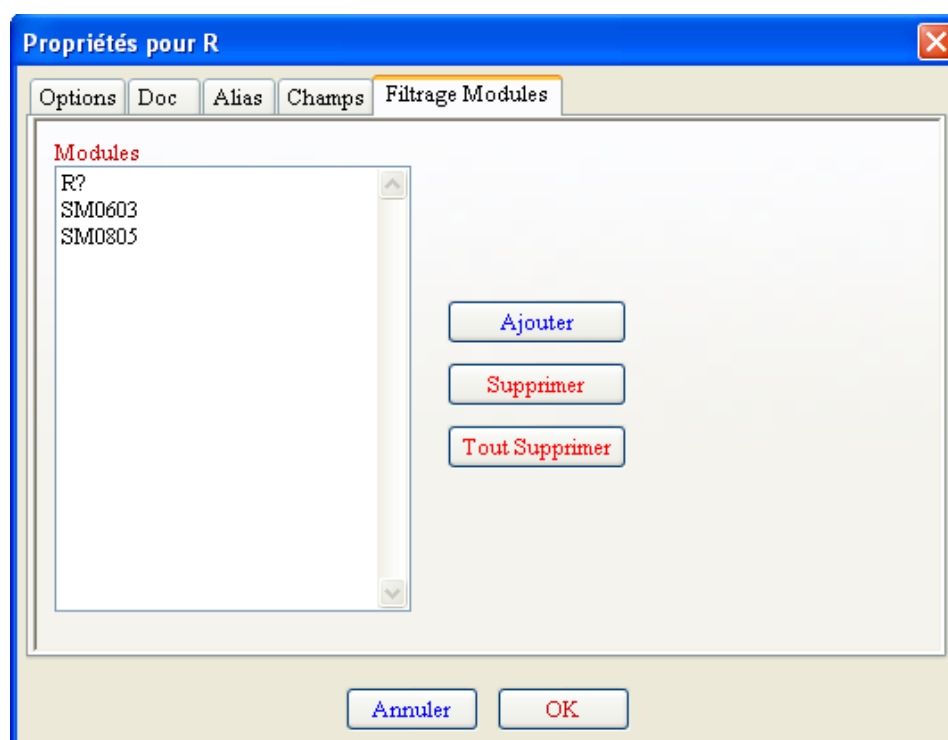 Propriétés pour R
Options Doc Alias Champs Filtrage Modules
Modules
R?
SM0603
SM0805
Ajouter
Supprimer
Tout Supprimer
Annuler OK